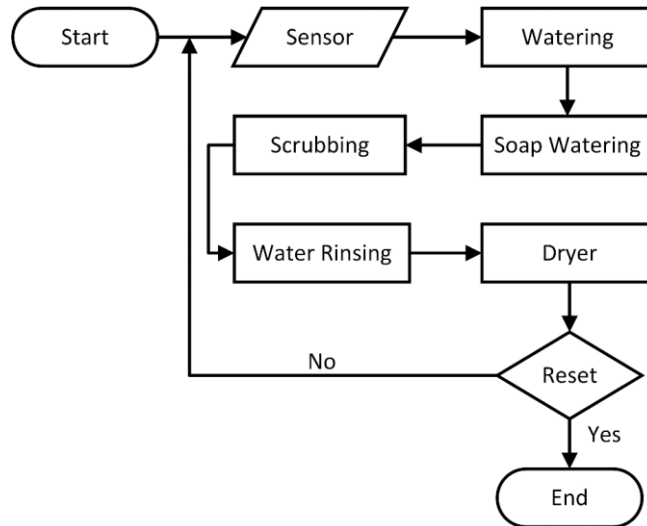 Start
Sensor
Watering
Soap Watering
Scrubbing
Water Rinsing
Dryer
Reset
No
Yes
End